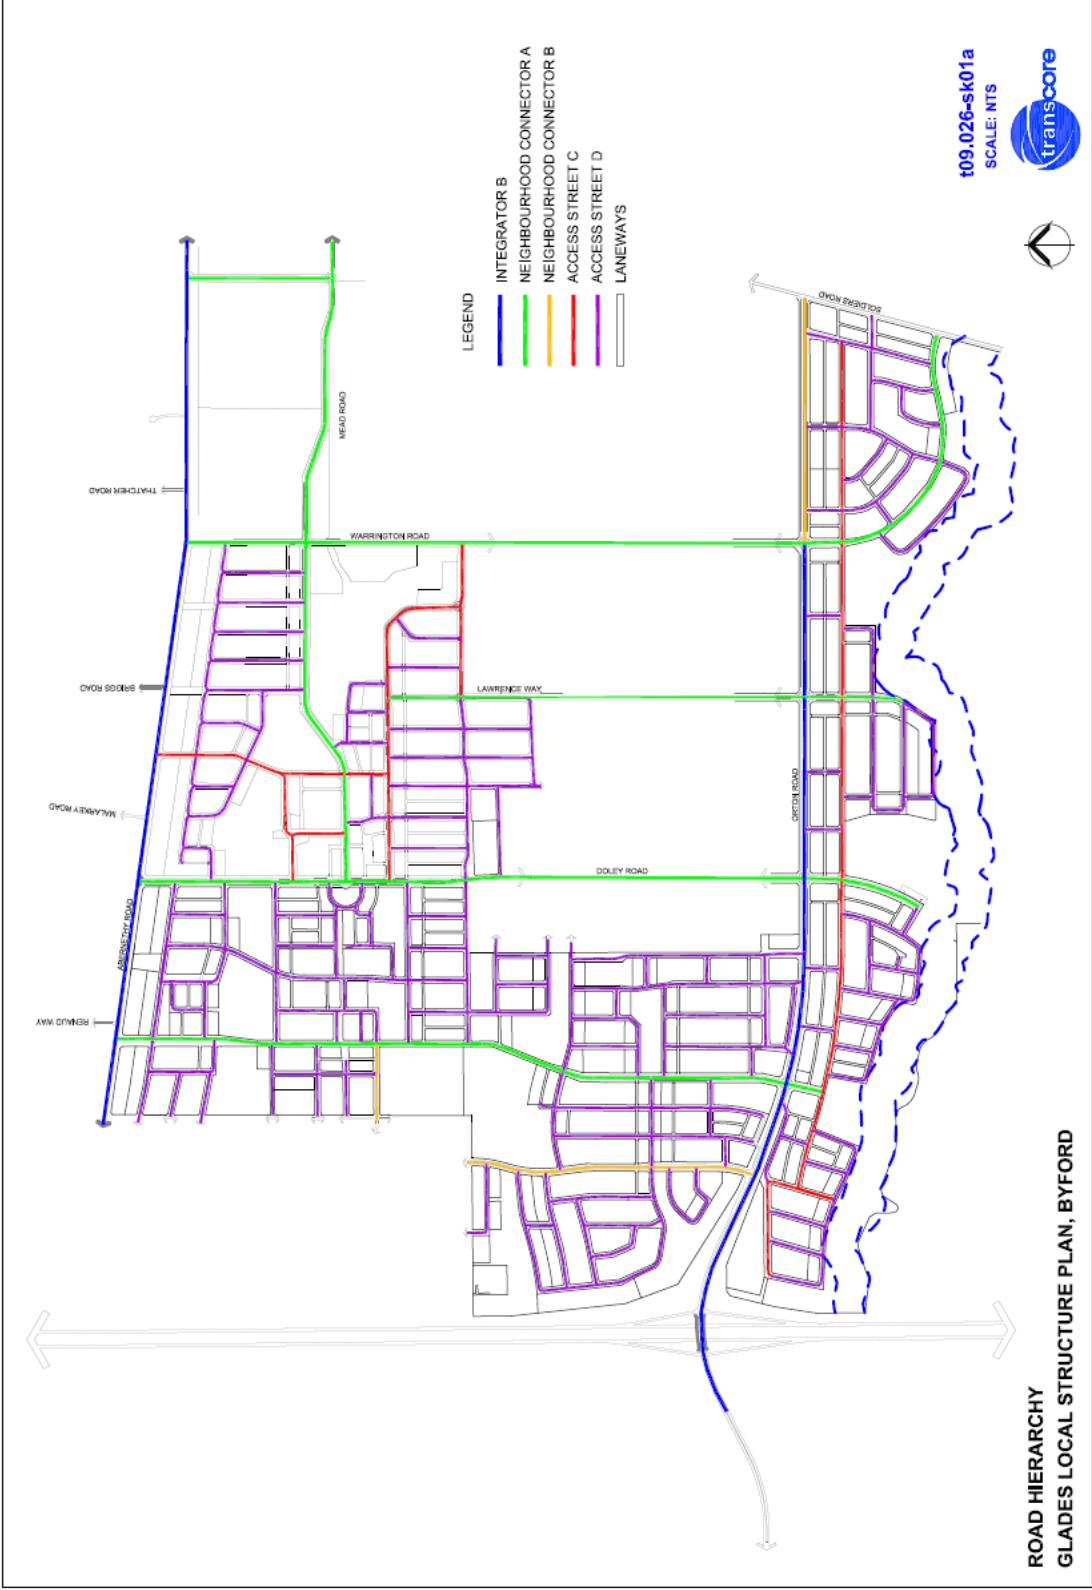 THATCHER ROAD
BRIGGS ROAD
MALARKEY ROAD
RENAUD WAY
ABERNETHY ROAD
MEAD ROAD
WARRINGTON ROAD
LAWRENCE WAY
DOLEY ROAD
ORTON ROAD
SOLDIERS ROAD
LEGEND
INTEGRATOR B
NEIGHBOURHOOD CONNECTOR A
NEIGHBOURHOOD CONNECTOR B
ACCESS STREET C
ACCESS STREET D
LANEWAYS
t09.026-sk01a
SCALE: NTS
transcore
ROAD HIERARCHY
GLADES LOCAL STRUCTURE PLAN, BYFORD